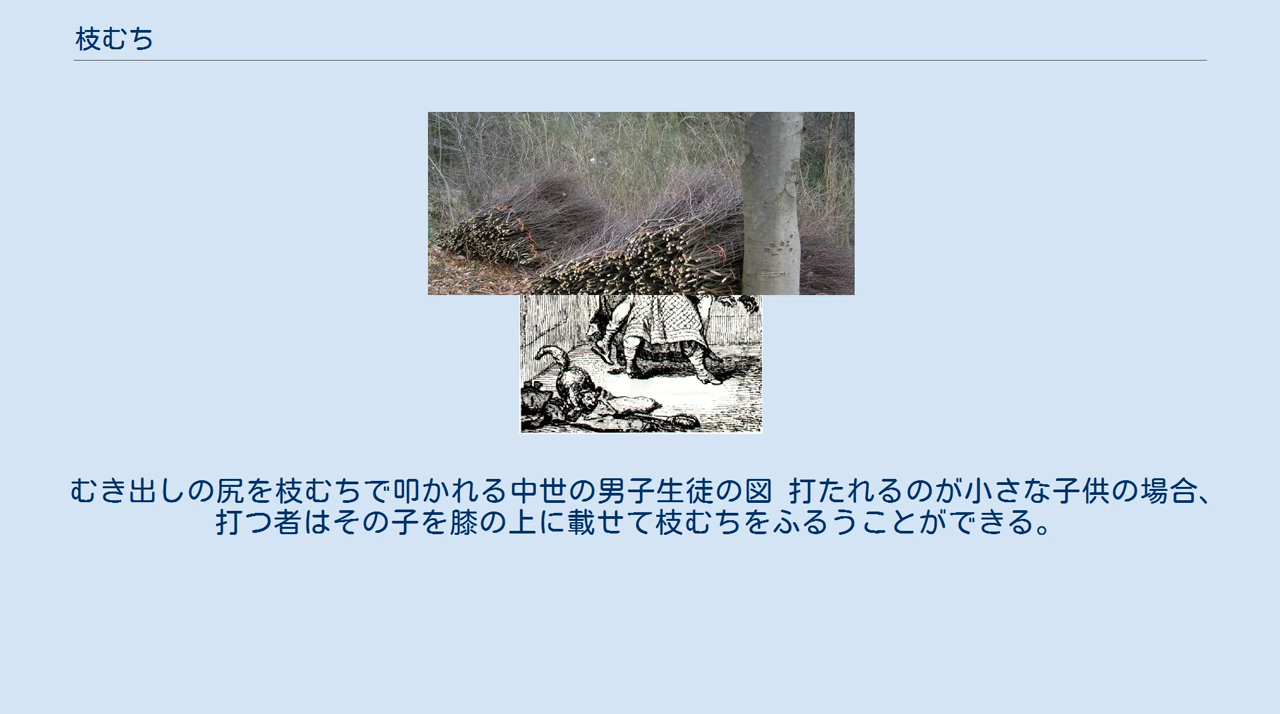 枝むち
むき出しの尻を枝むちで叩かれる中世の男子生徒の図 打たれるのが小さな子供の場合、
打つ者はその子を膝の上に載せて枝むちをふるうことができる。